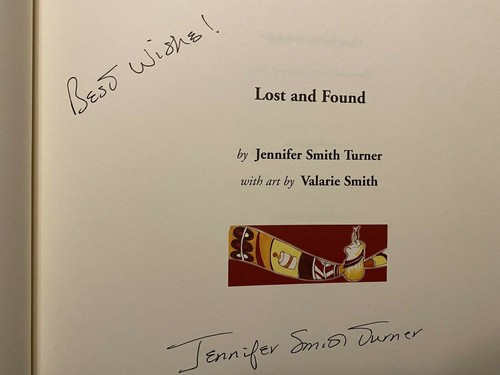 Best Wishes!
Lost and Found
by Jennifer Smith Turner
with art by Valarie Smith
Jennifer Smith Turner